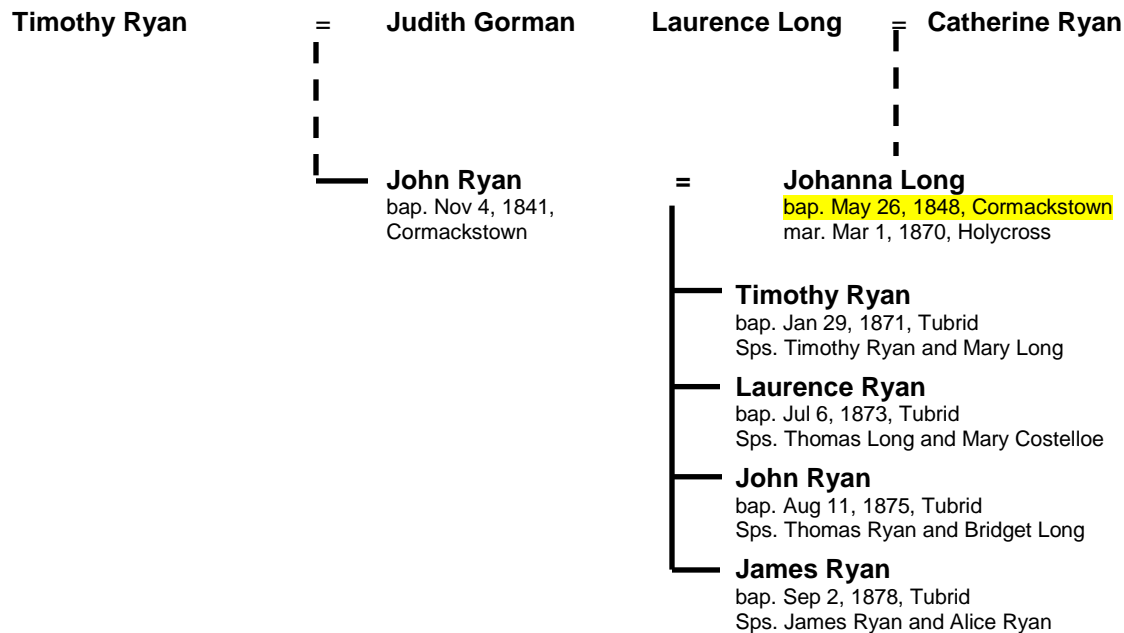 Timothy Ryan = Judith Gorman Laurence Long = Catherine Ryan
John Ryan = Johanna Long
bap. Nov 4, 1841, bap. May 26, 1848, Cormackstown
Cormackstown mar. Mar 1, 1870, Holycross
Timothy Ryan
bap. Jan 29, 1871, Tubrid
Sps. Timothy Ryan and Mary Long
Laurence Ryan
bap. Jul 6, 1873, Tubrid
Sps. Thomas Long and Mary Costelloe
John Ryan
bap. Aug 11, 1875, Tubrid
Sps. Thomas Ryan and Bridget Long
James Ryan
bap. Sep 2, 1878, Tubrid
Sps. James Ryan and Alice Ryan